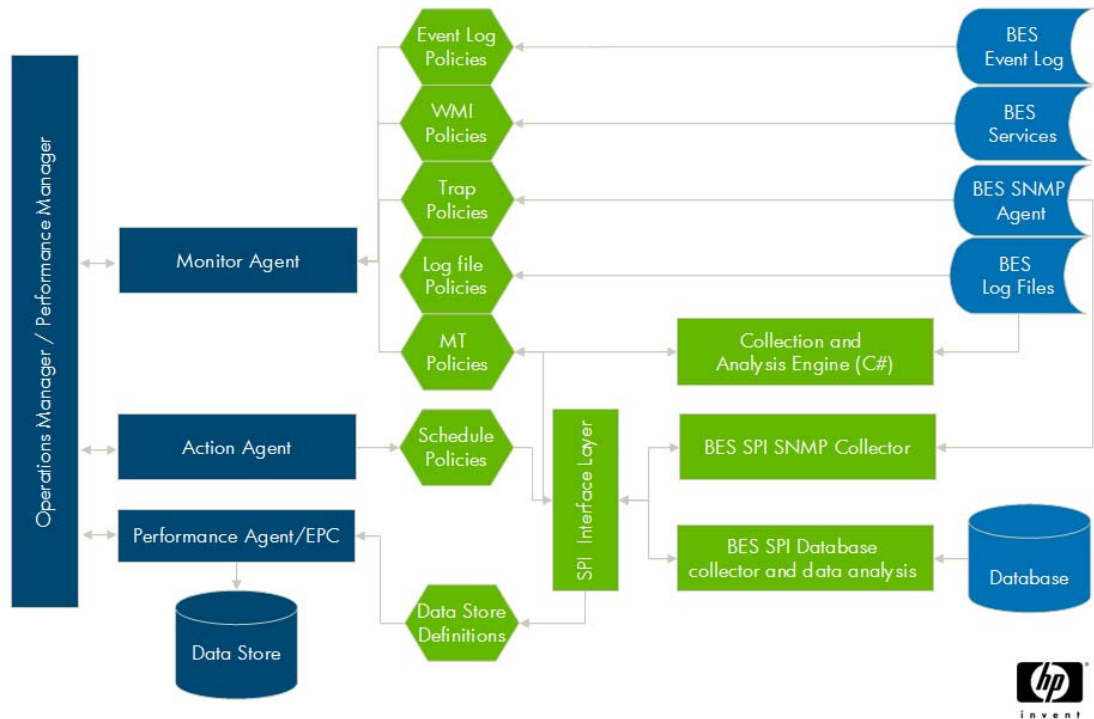 Operations Manager / Performance Manager
Event Log
Policies
BES
Event Log
WMI
Policies
BES
Services
Trap
Policies
BES SNMP
Agent
Monitor Agent
Log file
Policies
BES
Log Files
MT
Policies
Collection and
Analysis Engine (C#)
Action Agent
Schedule
Policies
SPI Interface Layer
BES SPI SNMP Collector
Performance Agent/EPC
BES SPI Database
collector and data analysis
Database
Data Store
Definitions
Data Store
hp
invent